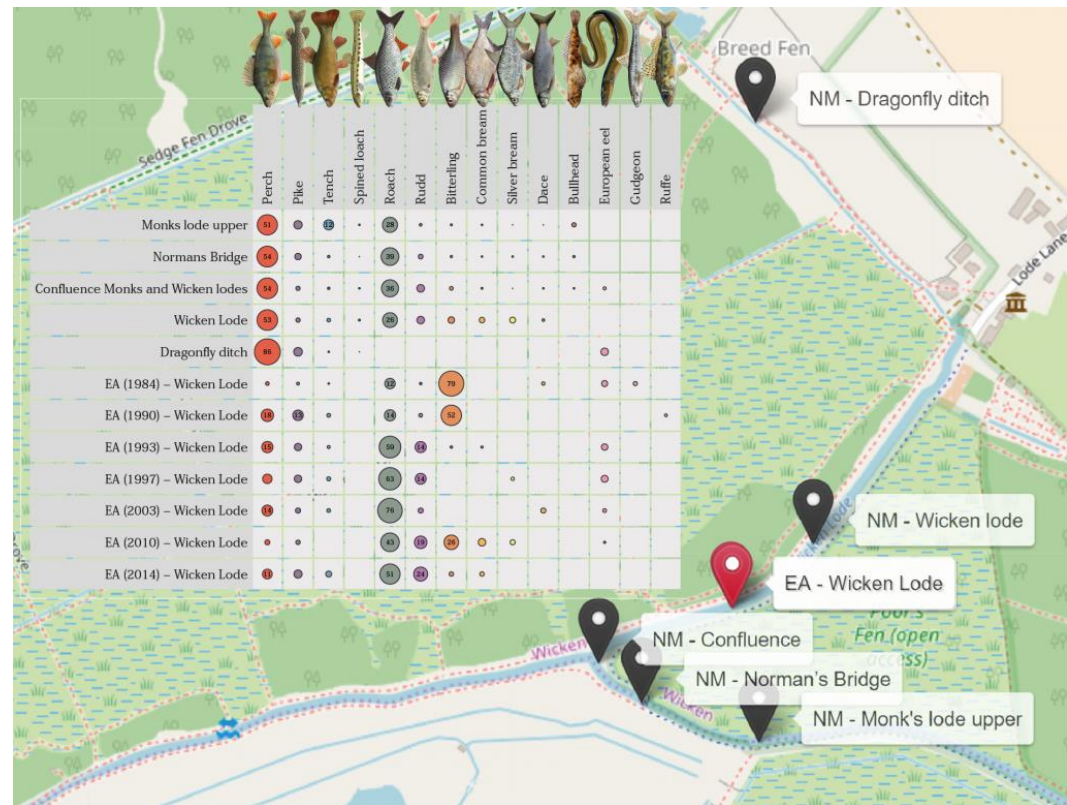 Breed Fen
NM - Dragonfly ditch
Sedge Fen Drove
Perch
Pike
Tench
Spined loach
Roach
Rudd
Bitterling
Common bream
Silver bream
Dace
Bullhead
European eel
Gudgeon
Ruffe
Monks lode upper 51 12 28
Normans Bridge 54 39
Confluence Monks and Wicken lodes 54 36
Wicken Lode 53 26
Dragonfly ditch 86
EA (1984) – Wicken Lode 12 79
EA (1990) – Wicken Lode 18 13 14 52
EA (1993) – Wicken Lode 15 50 14
EA (1997) – Wicken Lode 63 14
EA (2003) – Wicken Lode 14 76
EA (2010) – Wicken Lode 43 19 26
EA (2014) – Wicken Lode 11 51 24
Lode Lane
NM - Wicken lode
Lode
EA - Wicken Lode
Poor's
Fen (open
access)
Wicken
NM - Confluence
NM - Norman's Bridge
Wicken
NM - Monk's lode upper